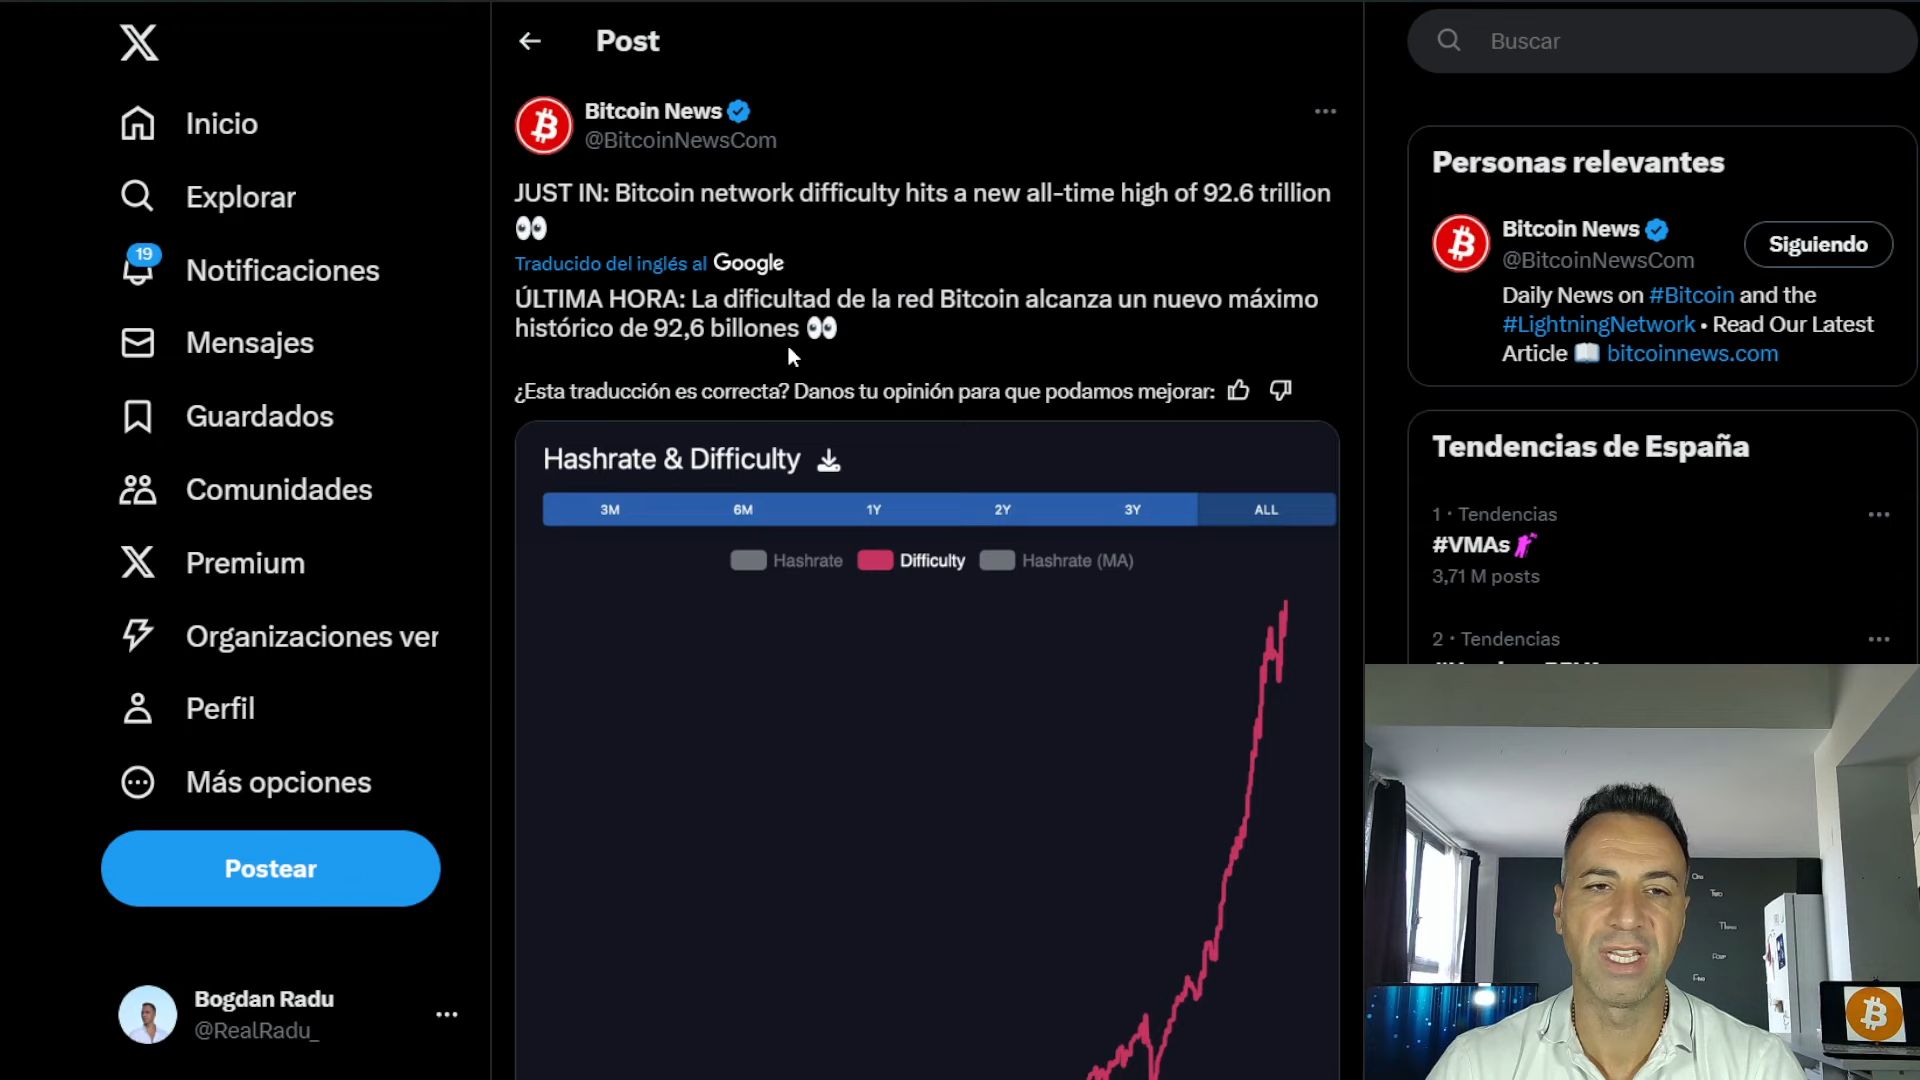 Inicio
Explorar
19
Notificaciones
Mensajes
Guardados
Comunidades
Premium
Organizaciones ver
Perfil
Más opciones
Postear
Bogdan Radu
@RealRadu_
Post
Bitcoin News
@BitcoinNewsCom
JUST IN: Bitcoin network difficulty hits a new all-time high of 92.6 trillion
👀
Traducido del inglés al Google
ÚLTIMA HORA: La dificultad de la red Bitcoin alcanza un nuevo máximo
histórico de 92,6 billones 👀
¿Esta traducción es correcta? Danos tu opinión para que podamos mejorar:
Hashrate & Difficulty
3M 6M 1Y 2Y 3Y ALL
Hashrate Difficulty Hashrate (MA)
Buscar
Personas relevantes
Bitcoin News
@BitcoinNewsCom
Siguiendo
Daily News on #Bitcoin and the
#LightningNetwork • Read Our Latest
Article 📖 bitcoinnews.com
Tendencias de España
1 · Tendencias
#VMAs
3,71 M posts
2 · Tendencias
One
Two
Three
Four
Five